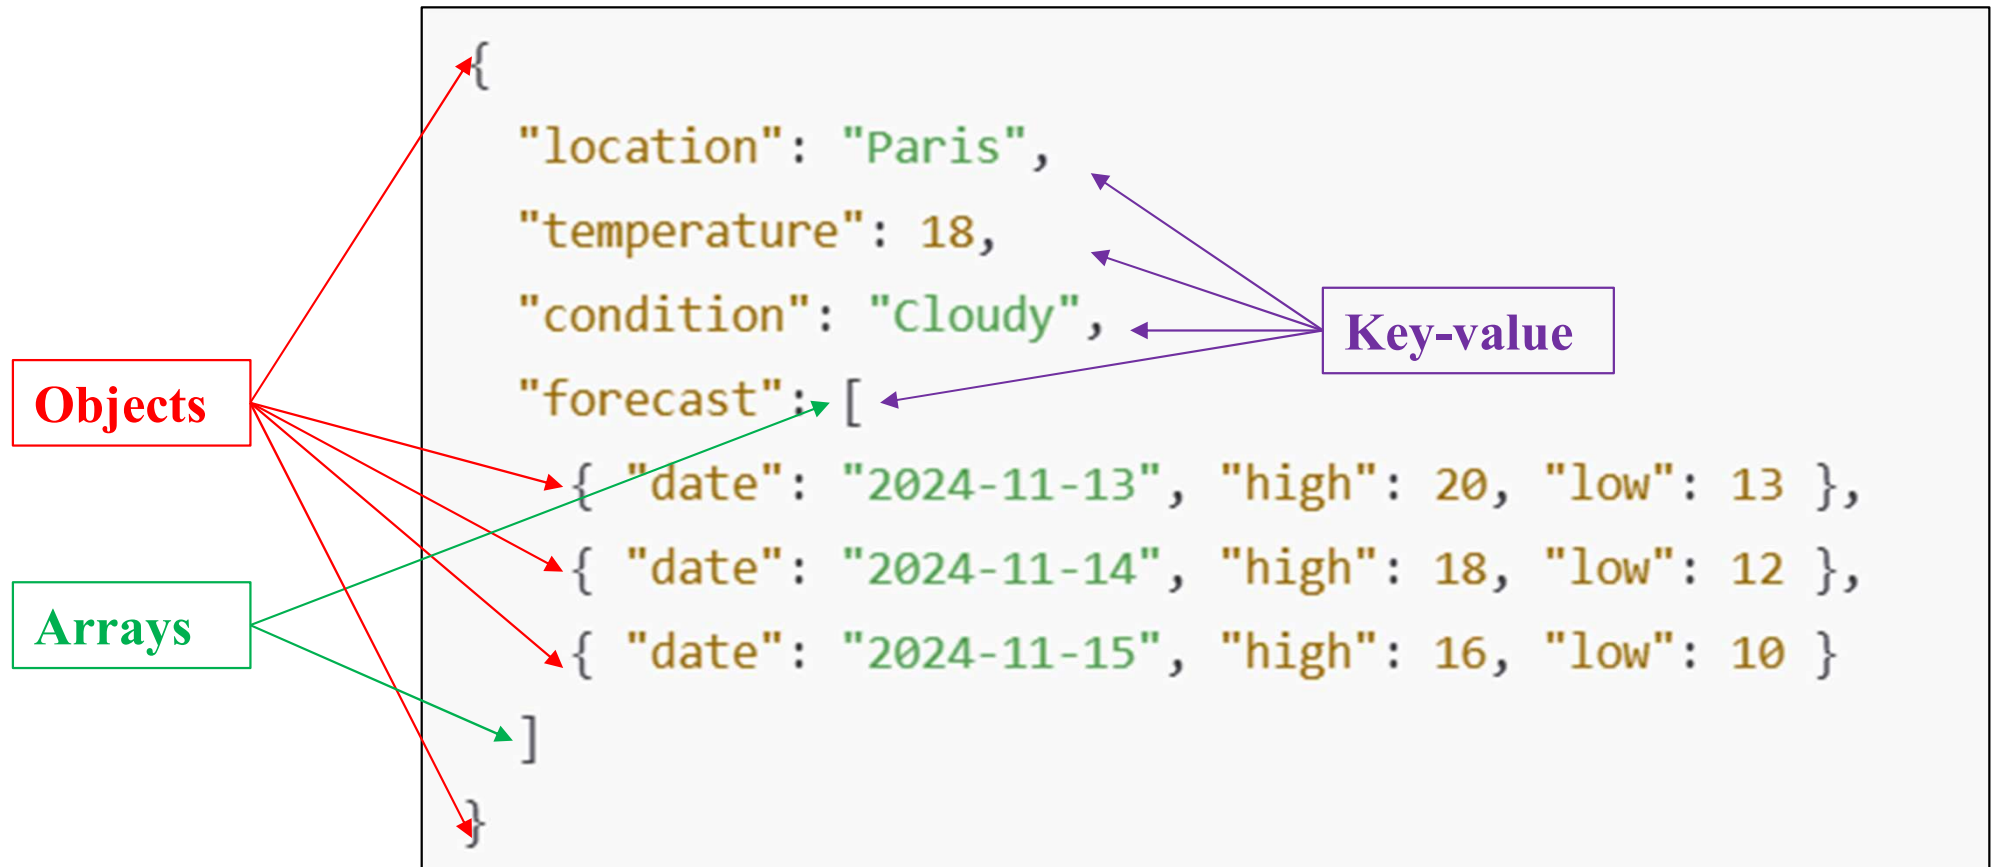 {
"location": "Paris",
"temperature": 18,
"condition": "Cloudy",
Key-value
Objects
"forecast": [
{ "date": "2024-11-13", "high": 20, "low": 13 },
{ "date": "2024-11-14", "high": 18, "low": 12 },
Arrays
{ "date": "2024-11-15", "high": 16, "low": 10 }
]
}